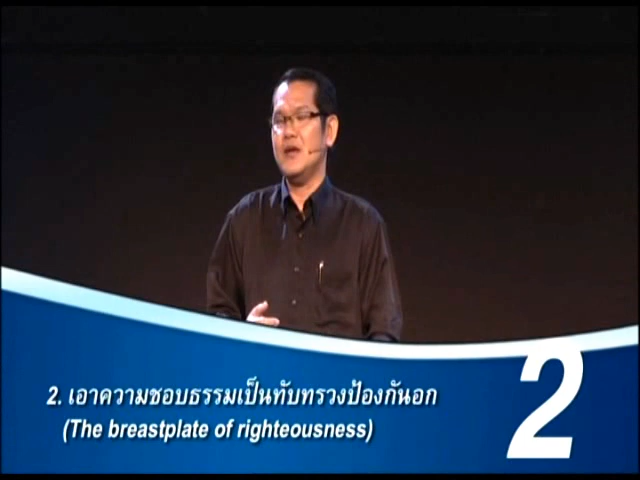 2. เอาความชอบธรรมเป็นทับทรวงป้องกันอก
(The breastplate of righteousness)
2